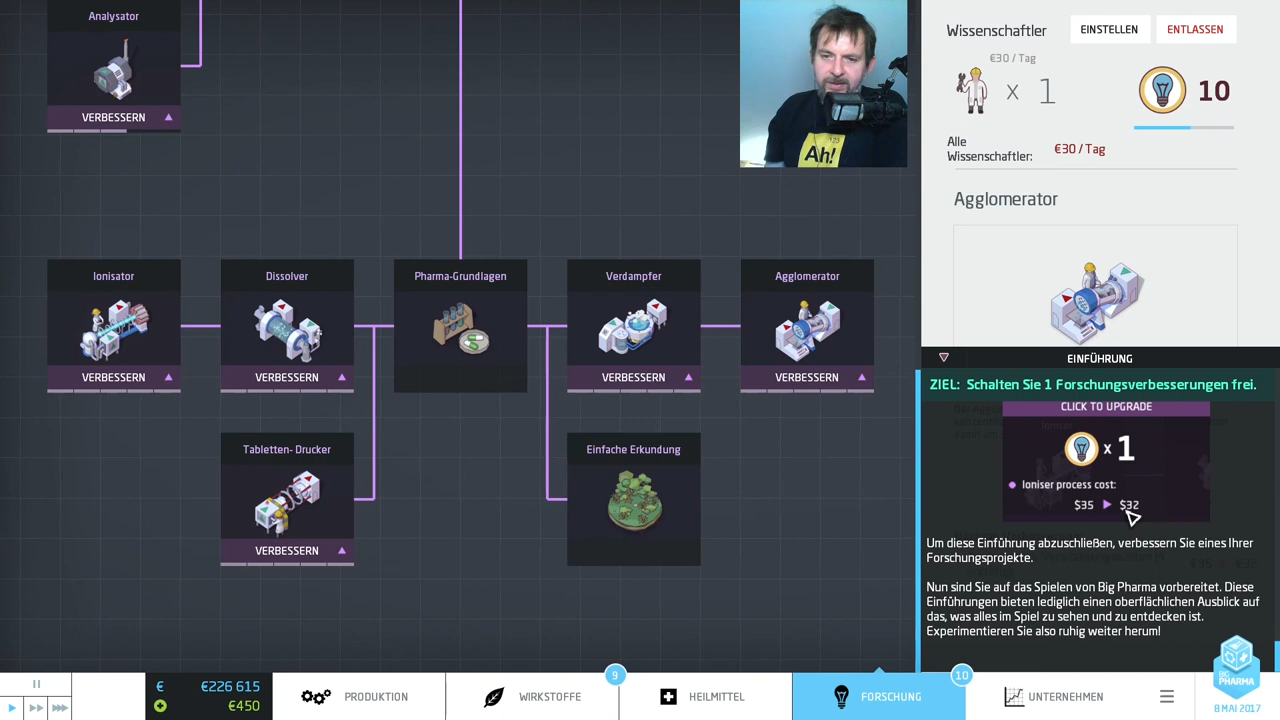 Analysator
VERBESSERN
Ah!
Wissenschaftler
EINSTELLEN
ENTLASSEN
€30 / Tag
x 1
10
Alle
Wissenschaftler:
€30 / Tag
Agglomerator
Ionisator
Dissolver
Pharma-Grundlagen
Verdampfer
Agglomerator
VERBESSERN
VERBESSERN
VERBESSERN
VERBESSERN
Tabletten- Drucker
Einfache Erkundung
VERBESSERN
EINFÜHRUNG
ZIEL: Schalten Sie 1 Forschungsverbesserungen frei.
CLICK TO UPGRADE
x 1
Ioniser process cost:
$35 $32
Um diese Einführung abzuschließen, verbessern Sie eines Ihrer
Forschungsprojekte.
Nun sind Sie auf das Spielen von Big Pharma vorbereitet. Diese
Einführungen bieten lediglich einen oberflächlichen Ausblick auf
das, was alles im Spiel zu sehen und zu entdecken ist.
Experimentieren Sie also ruhig weiter herum!
€ €226 615
€450
PRODUKTION
9
WIRKSTOFFE
HEILMITTEL
FORSCHUNG
10
UNTERNEHMEN
BIG
PHARMA
8 MAI 2017